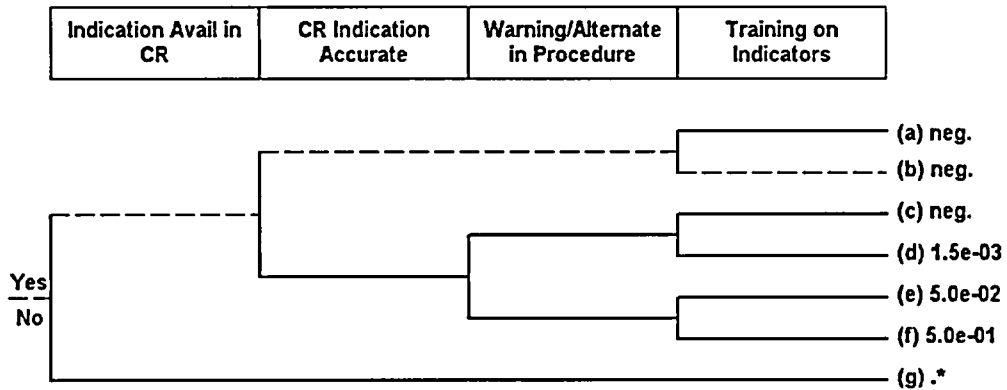 Indication Avail in CR
CR Indication Accurate
Warning/Alternate in Procedure
Training on Indicators
(a) neg.
(b) neg.
(c) neg.
(d) 1.5e-03
Yes
No
(e) 5.0e-02
(f) 5.0e-01
(g) .*